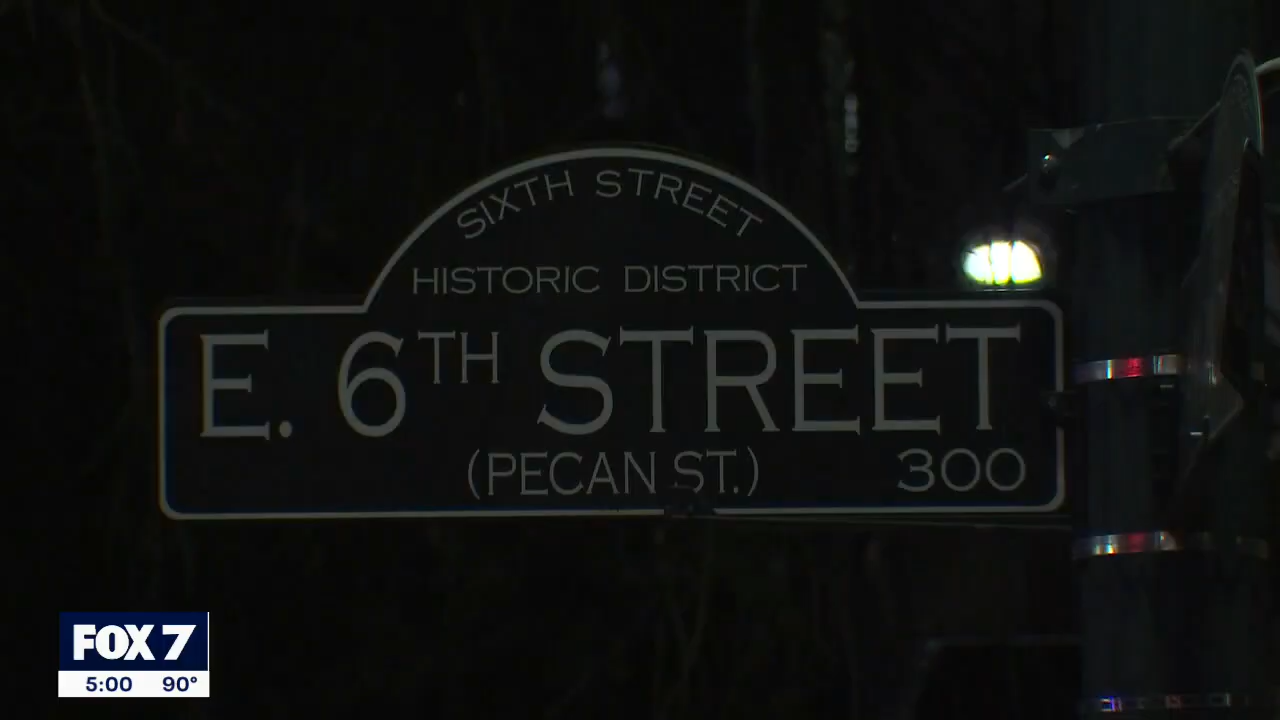 SIXTH STREET
HISTORIC DISTRICT
E. 6TH STREET
(PECAN ST.) 300
FOX 7
5:00 90°